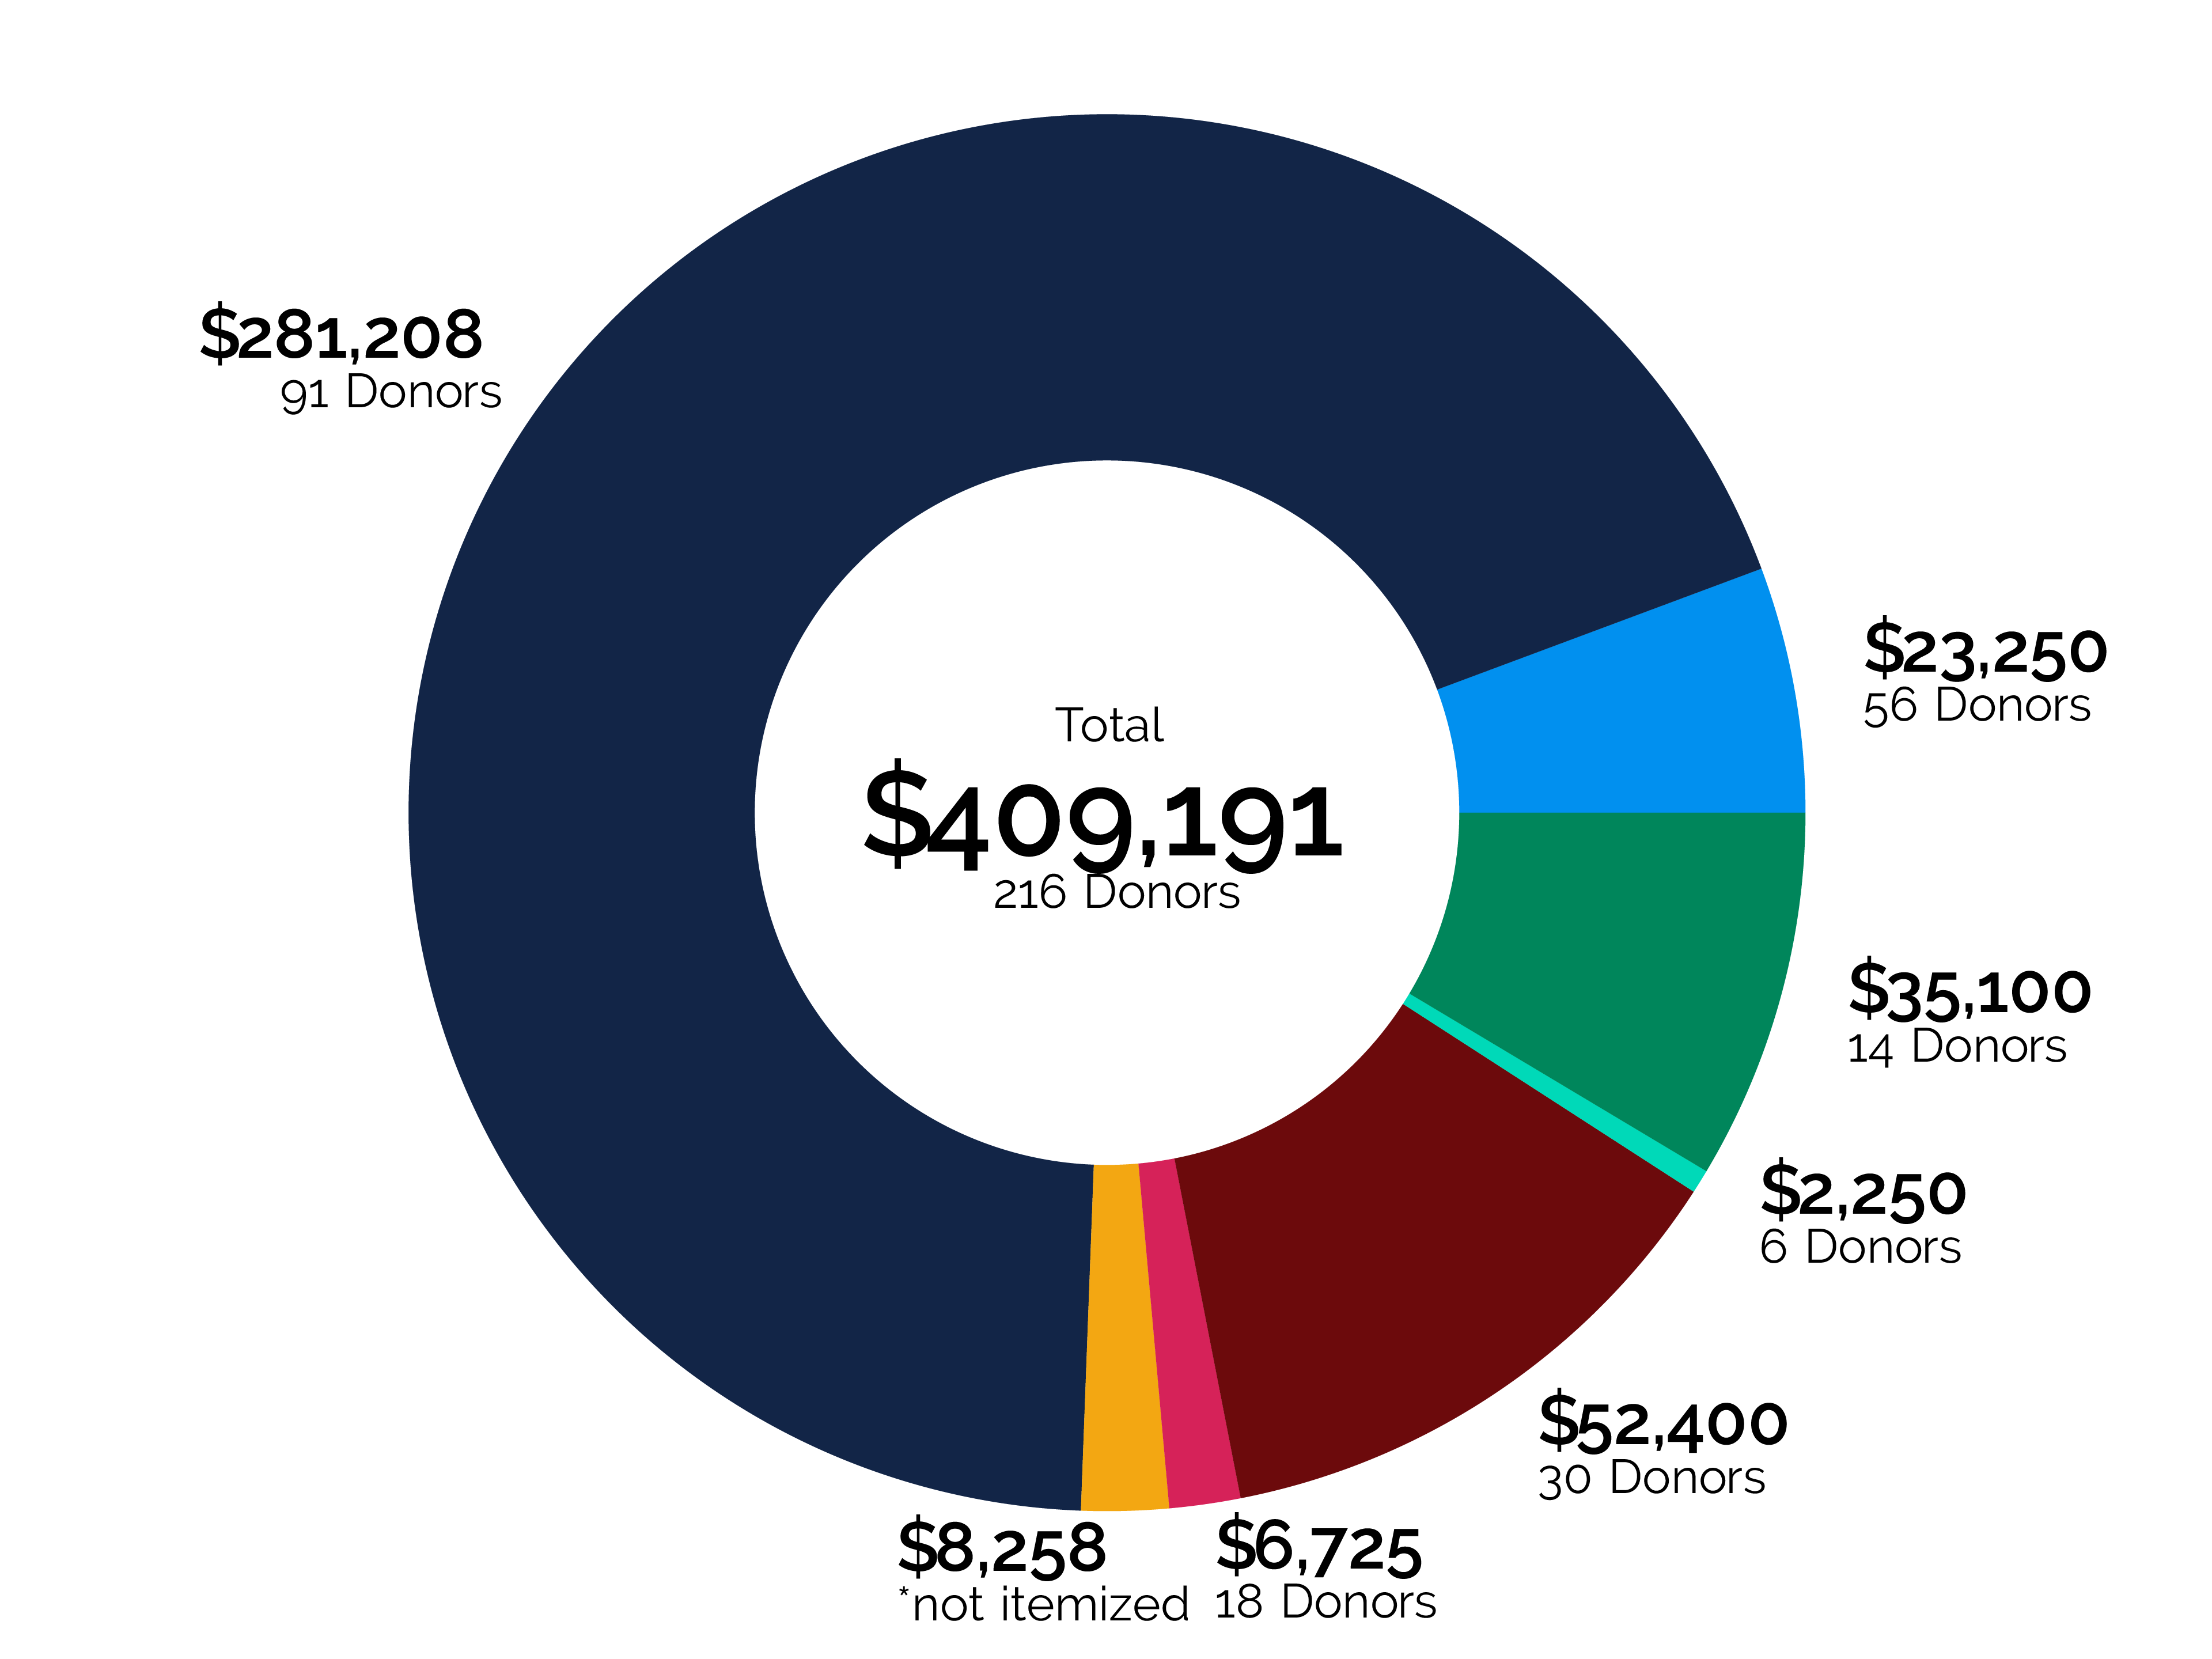 $281,208
91 Donors
$23,250
56 Donors
Total
$409,191
216 Donors
$35,100
14 Donors
$2,250
6 Donors
$52,400
30 Donors
$8,258
*not itemized
$6,725
18 Donors